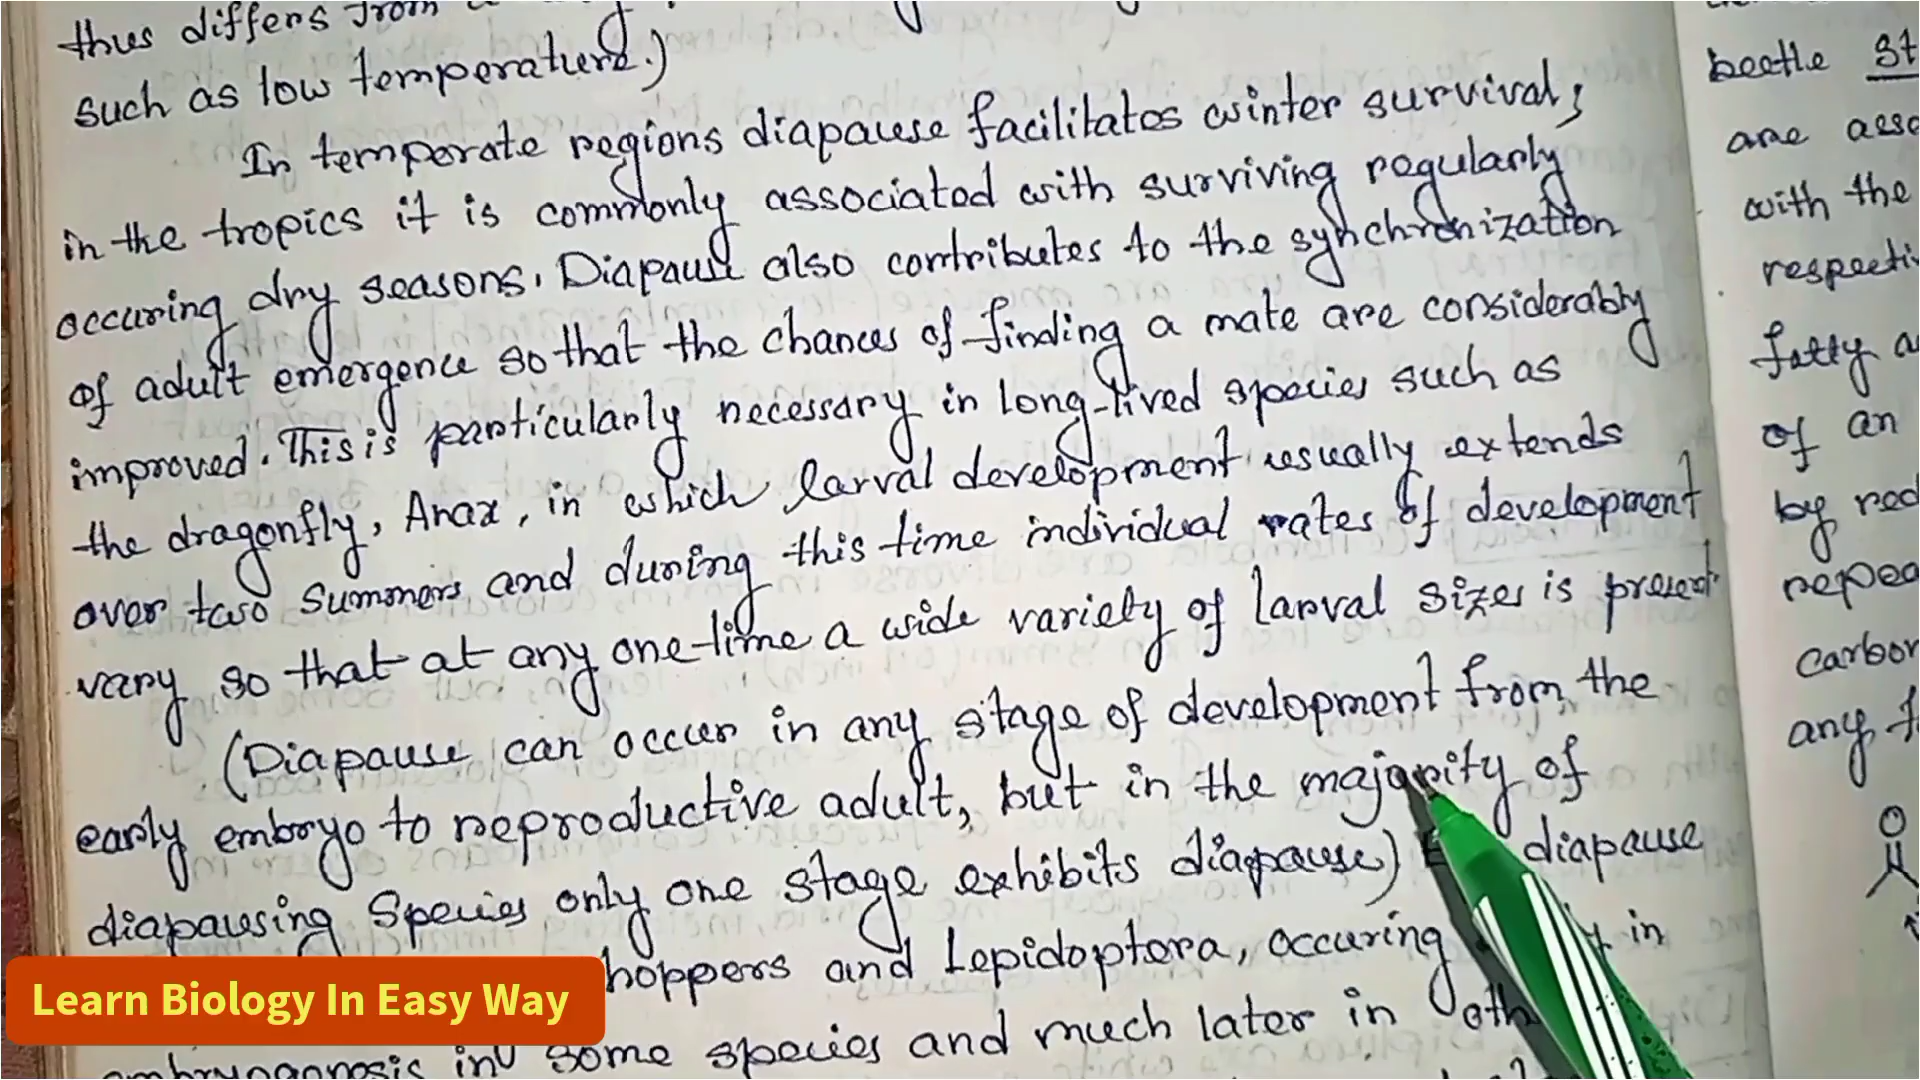 thus differs from
such as low temperature.)
In temperate regions diapause facilitates winter survival;
in the tropics it is commonly associated with surviving regularly
occuring dry seasons. Diapause also contributes to the synchronization
of adult emergence so that the chances of finding a mate are considerably
improved. This is particularly necessary in long-lived species such as
the dragonfly, Anax, in which larval development usually extends
over two summers and during this time individual rates of development
vary so that at any one time a wide variety of larval sizes is present
(Diapause can occur in any stage of development from the
early embryo to reproductive adult, but in the majority of
diapausing species only one stage exhibits diapause) diapause
hoppers and Lepidoptera, occuring in
embryogenesis in some species and much later in
beetle
are
with the
fatty
of an
by
any
O
Learn Biology In Easy Way